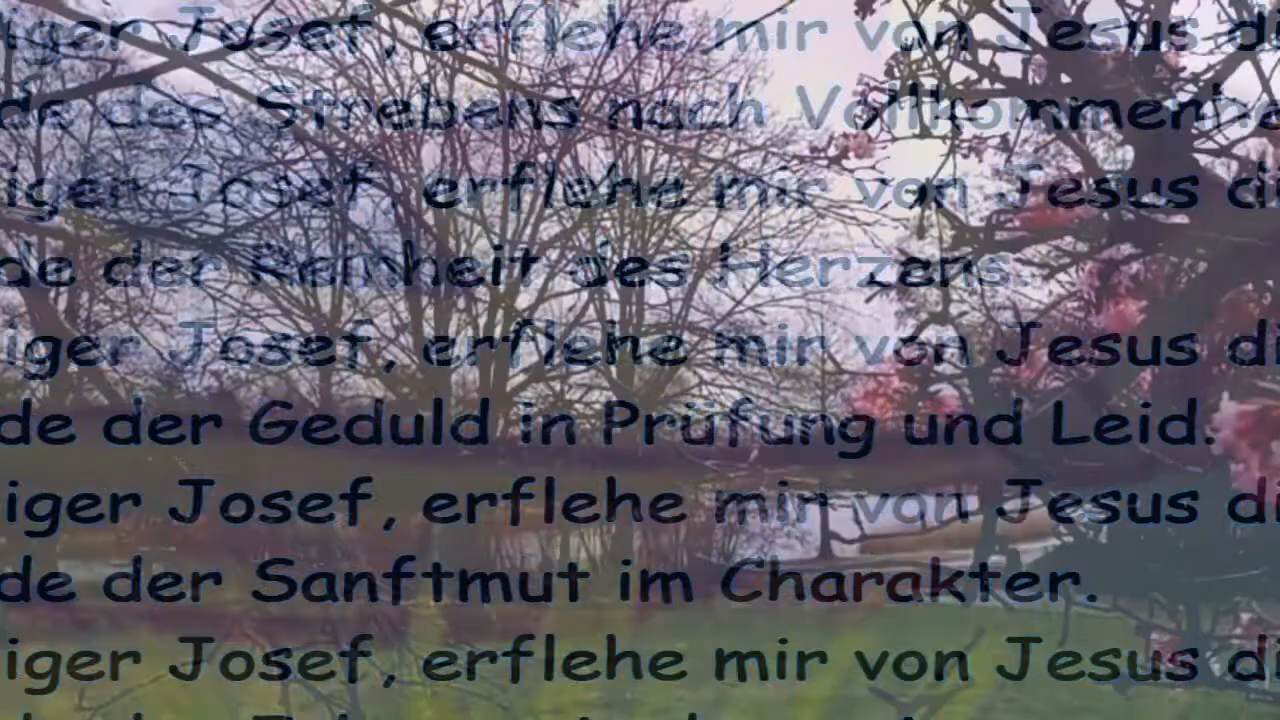 iger Josef, erflehe mir von Jesus di
de des Strebens nach Vollkommenhe
iger Josef, erflehe mir von Jesus di
de der Reinheit des Herzens.
iger Josef, erflehe mir von Jesus di
de der Geduld in Prüfung und Leid.
iger Josef, erflehe mir von Jesus di
de der Sanftmut im Charakter.
iger Josef, erflehe mir von Jesus di